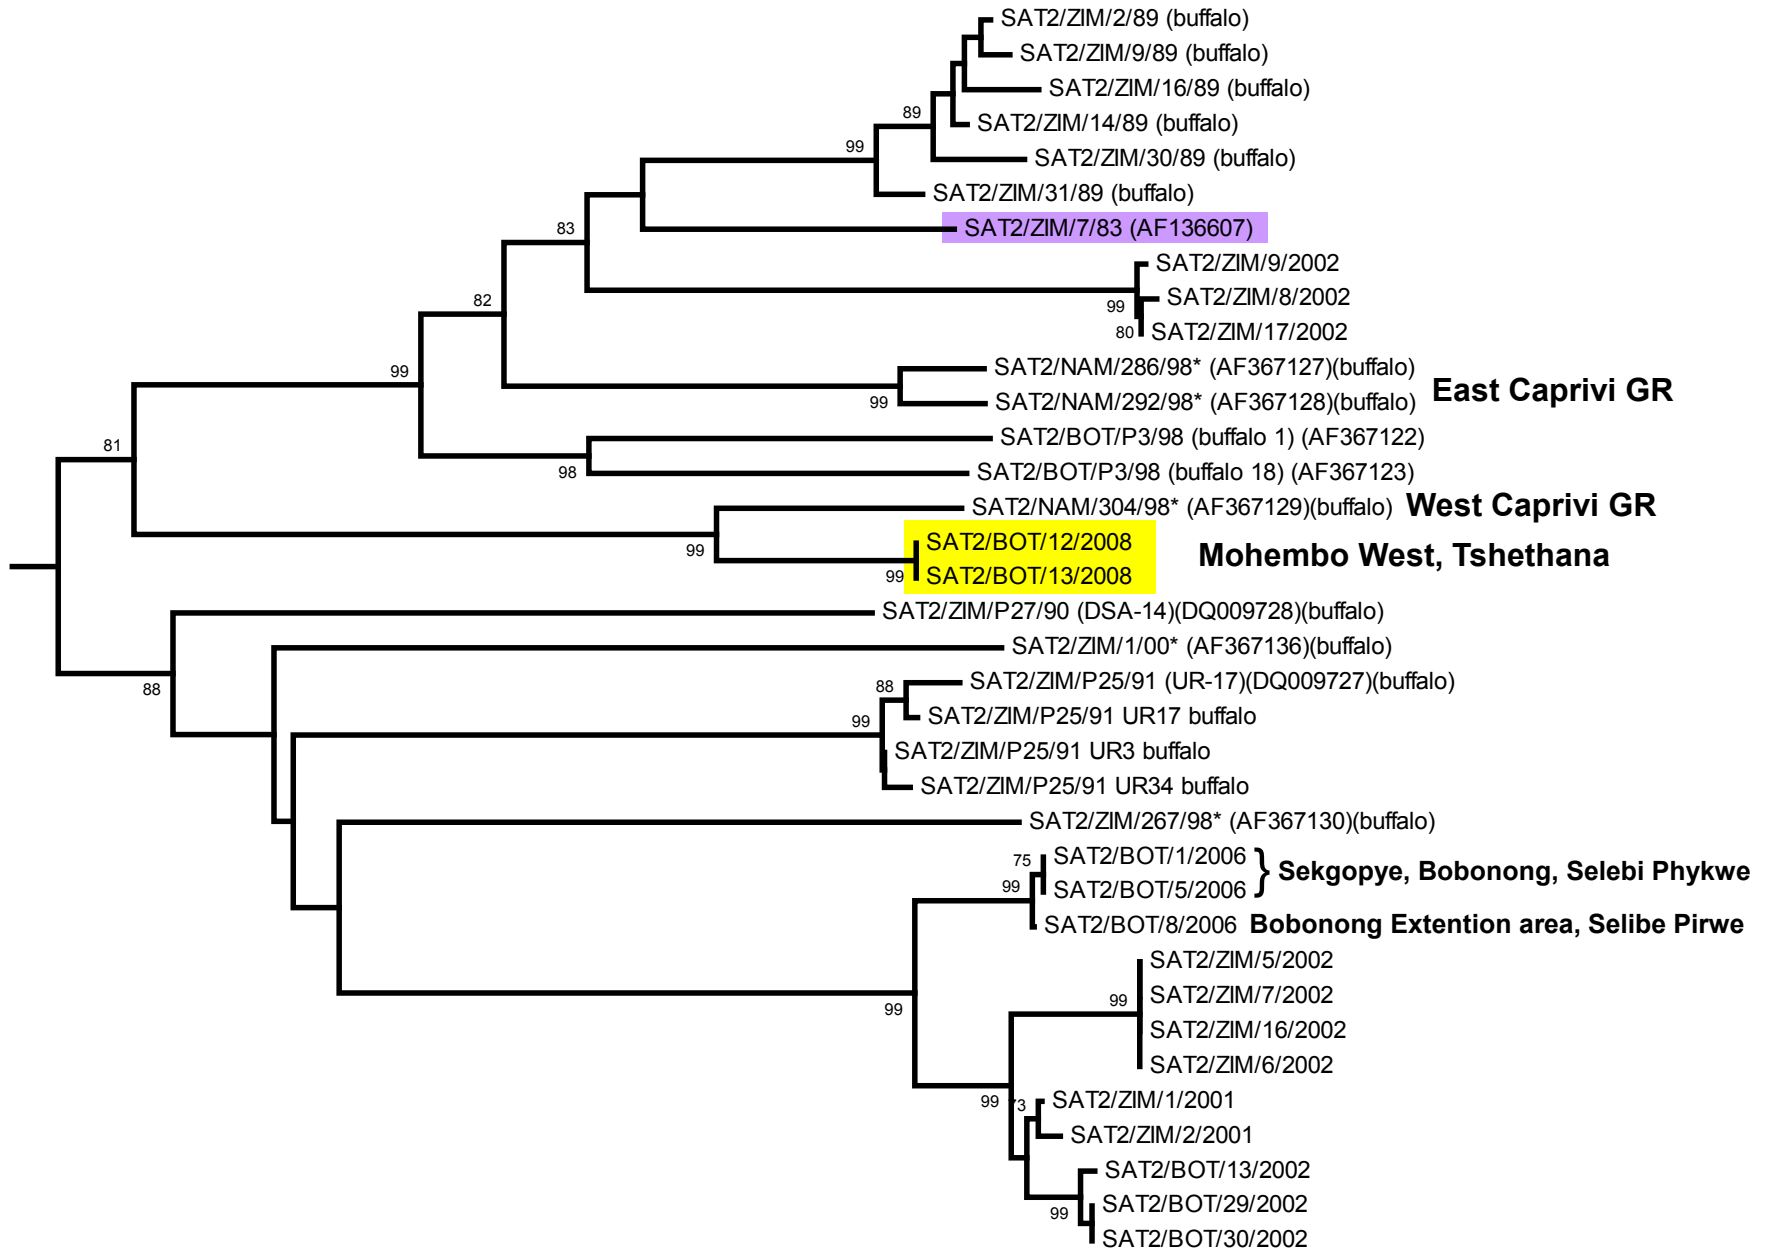 SAT2/ZIM/2/89 (buffalo)
SAT2/ZIM/9/89 (buffalo)
SAT2/ZIM/16/89 (buffalo)
89
SAT2/ZIM/14/89 (buffalo)
99
SAT2/ZIM/30/89 (buffalo)
SAT2/ZIM/31/89 (buffalo)
83
SAT2/ZIM/7/83 (AF136607)
SAT2/ZIM/9/2002
82
SAT2/ZIM/8/2002
99
80
SAT2/ZIM/17/2002
99
SAT2/NAM/286/98* (AF367127)(buffalo)
East Caprivi GR
99
SAT2/NAM/292/98* (AF367128)(buffalo)
81
SAT2/BOT/P3/98 (buffalo 1) (AF367122)
98
SAT2/BOT/P3/98 (buffalo 18) (AF367123)
SAT2/NAM/304/98* (AF367129)(buffalo) West Caprivi GR
99
SAT2/BOT/12/2008
Mohembo West, Tshethana
99
SAT2/BOT/13/2008
SAT2/ZIM/P27/90 (DSA-14)(DQ009728)(buffalo)
SAT2/ZIM/1/00* (AF367136)(buffalo)
88
88
SAT2/ZIM/P25/91 (UR-17)(DQ009727)(buffalo)
99
SAT2/ZIM/P25/91 UR17 buffalo
SAT2/ZIM/P25/91 UR3 buffalo
SAT2/ZIM/P25/91 UR34 buffalo
SAT2/ZIM/267/98* (AF367130)(buffalo)
75
SAT2/BOT/1/2006
} Sekgopye, Bobonong, Selebi Phykwe
99
SAT2/BOT/5/2006
SAT2/BOT/8/2006 Bobonong Extention area, Selibe Pirwe
SAT2/ZIM/5/2002
99
SAT2/ZIM/7/2002
99
SAT2/ZIM/16/2002
SAT2/ZIM/6/2002
99
73
SAT2/ZIM/1/2001
SAT2/ZIM/2/2001
SAT2/BOT/13/2002
99
SAT2/BOT/29/2002
SAT2/BOT/30/2002